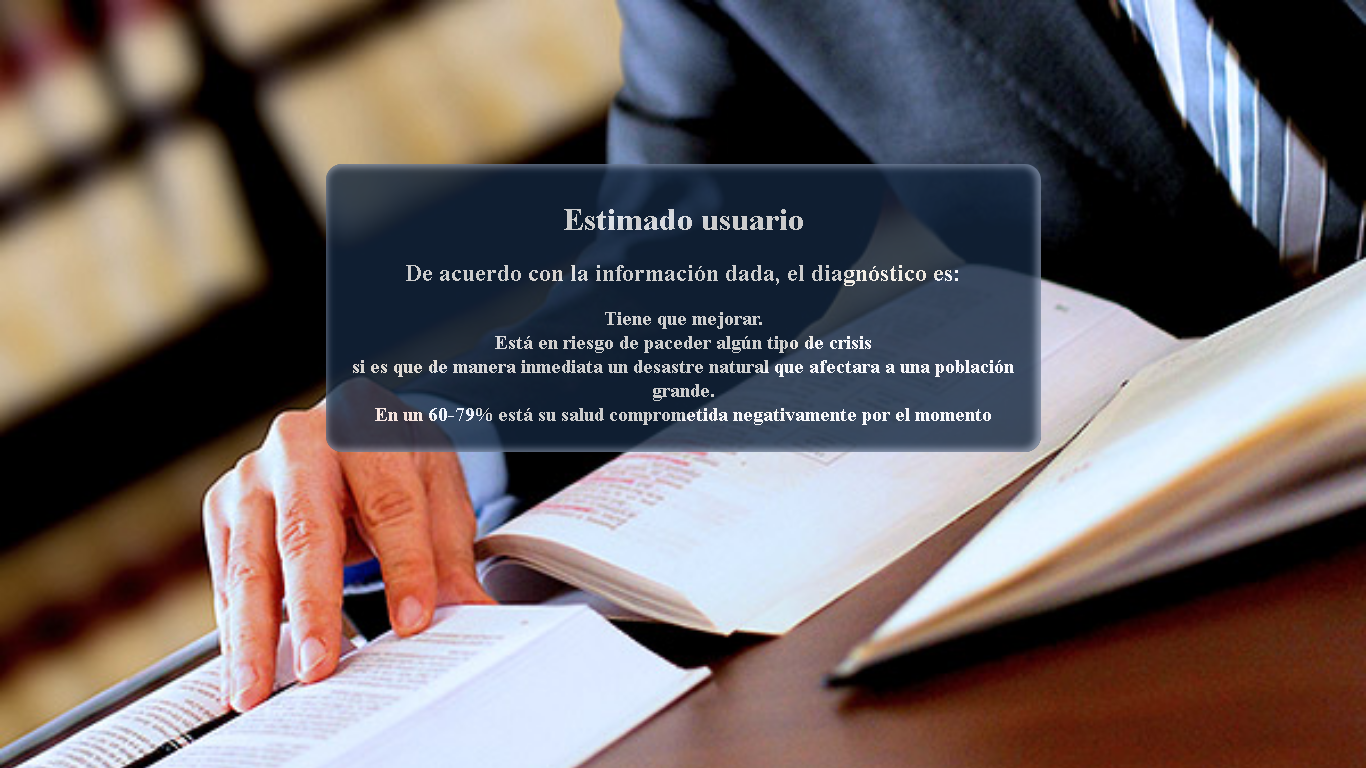 Estimado usuario
De acuerdo con la información dada, el diagnóstico es:
Tiene que mejorar.
Está en riesgo de paceder algún tipo de crisis
si es que de manera inmediata un desastre natural que afectara a una población
grande.
En un 60-79% está su salud comprometida negativamente por el momento